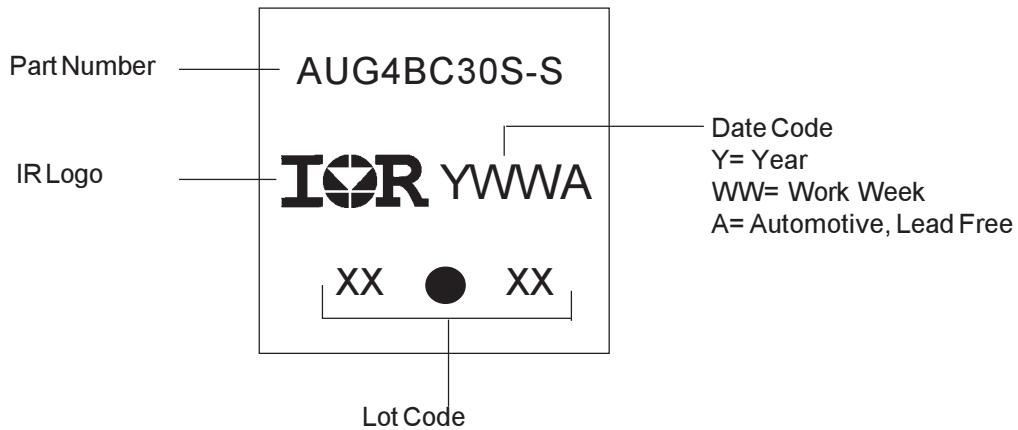 Part Number
AUG4BC30S-S
IR Logo
IOR YWWA
Date Code
Y= Year
WW= Work Week
A= Automotive, Lead Free
XX XX
Lot Code